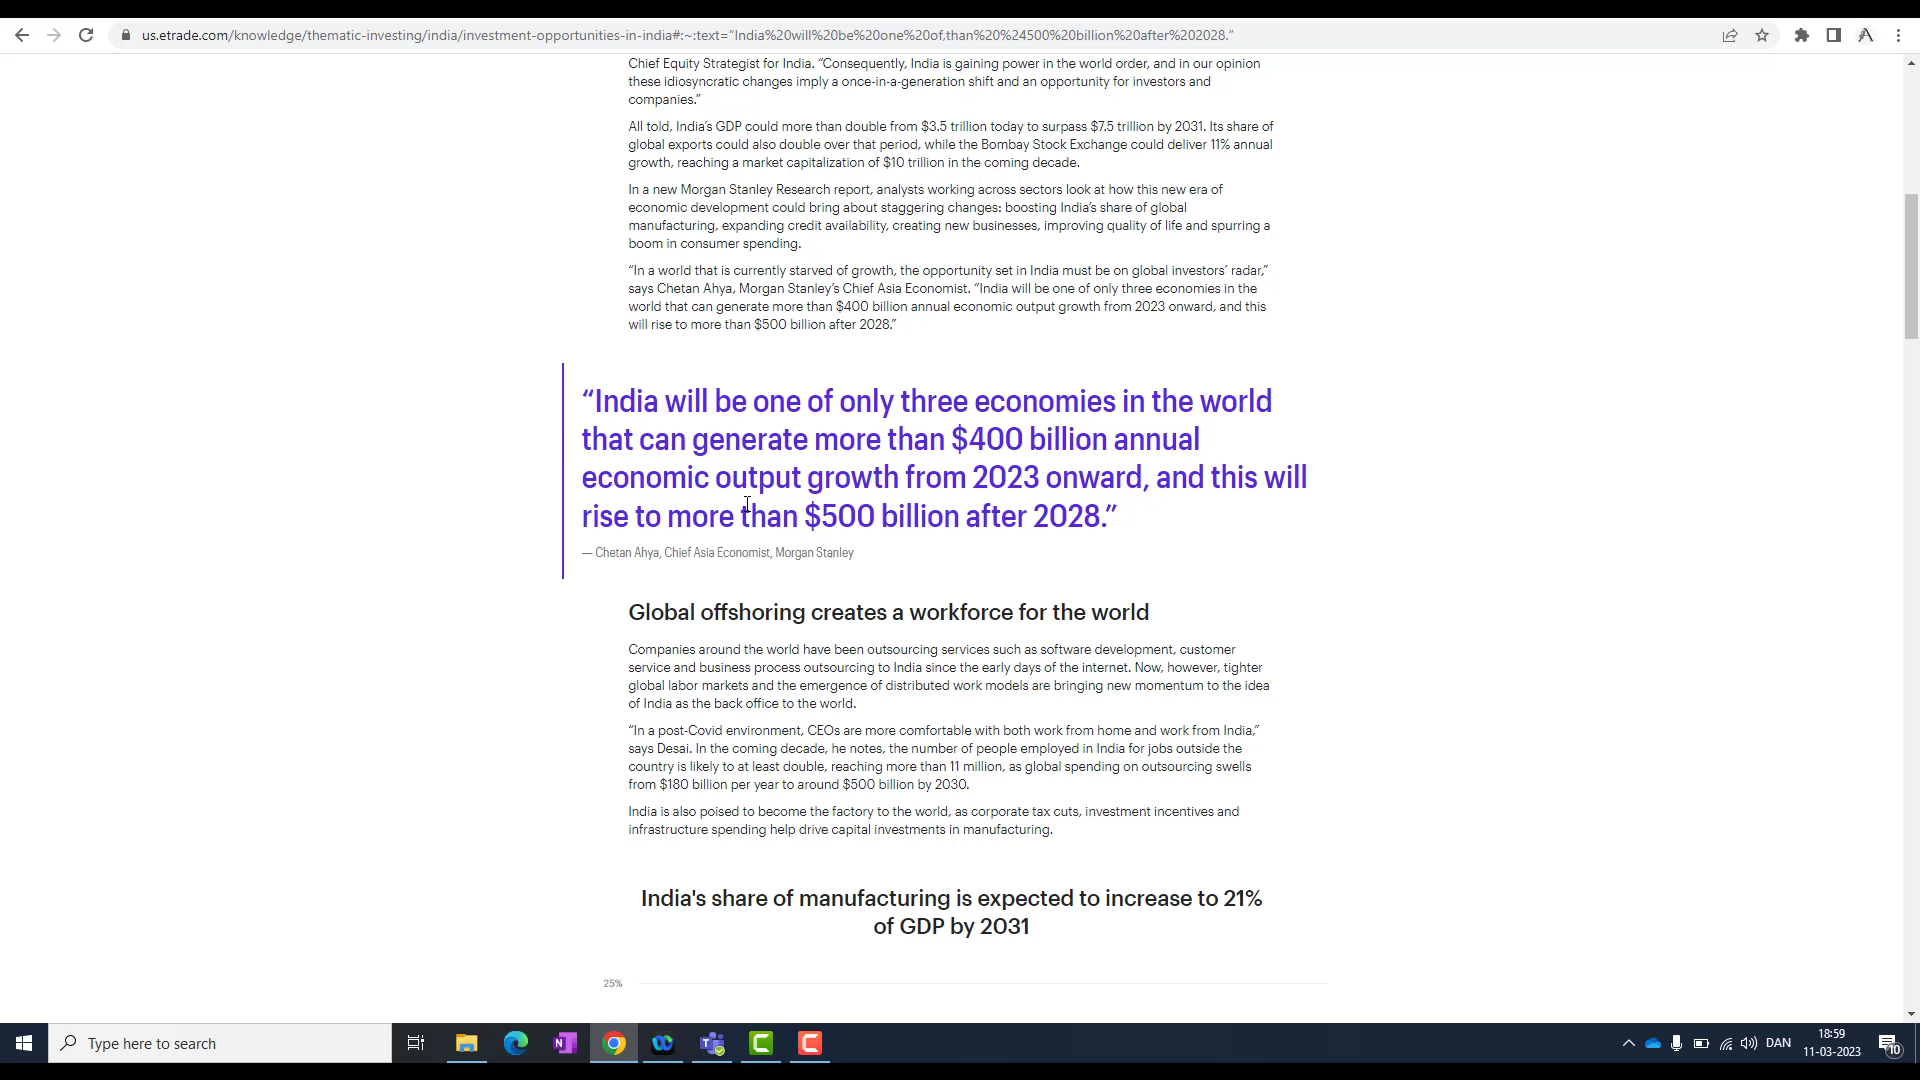 us.etrade.com/knowledge/thematic-investing/india/investment-opportunities-in-india#:~:text=“India%20will%20be%20one%20of,than%20%24500%20billion%20after%202028.”
Chief Equity Strategist for India. “Consequently, India is gaining power in the world order, and in our opinion
these idiosyncratic changes imply a once-in-a-generation shift and an opportunity for investors and
companies.”
All told, India’s GDP could more than double from $3.5 trillion today to surpass $7.5 trillion by 2031. Its share of
global exports could also double over that period, while the Bombay Stock Exchange could deliver 11% annual
growth, reaching a market capitalization of $10 trillion in the coming decade.
In a new Morgan Stanley Research report, analysts working across sectors look at how this new era of
economic development could bring about staggering changes: boosting India’s share of global
manufacturing, expanding credit availability, creating new businesses, improving quality of life and spurring a
boom in consumer spending.
“In a world that is currently starved of growth, the opportunity set in India must be on global investors’ radar,”
says Chetan Ahya, Morgan Stanley’s Chief Asia Economist. “India will be one of only three economies in the
world that can generate more than $400 billion annual economic output growth from 2023 onward, and this
will rise to more than $500 billion after 2028.”
“India will be one of only three economies in the world
that can generate more than $400 billion annual
economic output growth from 2023 onward, and this will
rise to more than $500 billion after 2028.”
— Chetan Ahya, Chief Asia Economist, Morgan Stanley
Global offshoring creates a workforce for the world
Companies around the world have been outsourcing services such as software development, customer
service and business process outsourcing to India since the early days of the internet. Now, however, tighter
global labor markets and the emergence of distributed work models are bringing new momentum to the idea
of India as the back office to the world.
“In a post-Covid environment, CEOs are more comfortable with both work from home and work from India,”
says Desai. In the coming decade, he notes, the number of people employed in India for jobs outside the
country is likely to at least double, reaching more than 11 million, as global spending on outsourcing swells
from $180 billion per year to around $500 billion by 2030.
India is also poised to become the factory to the world, as corporate tax cuts, investment incentives and
infrastructure spending help drive capital investments in manufacturing.
India's share of manufacturing is expected to increase to 21%
of GDP by 2031
25%
Type here to search
DAN
18:59
11-03-2023
10